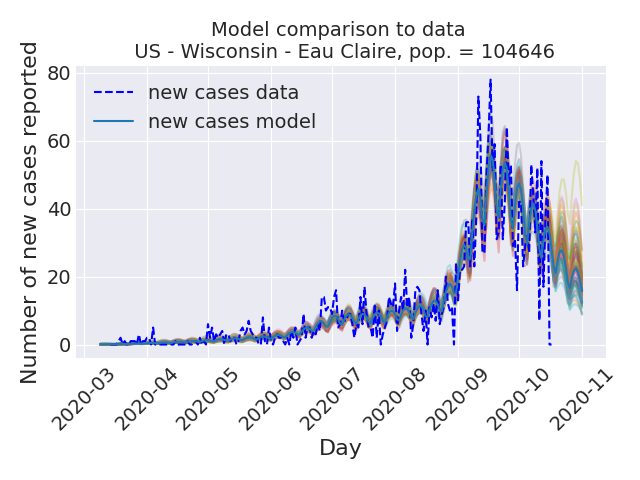 Model comparison to data
US - Wisconsin - Eau Claire, pop. = 104646
Number of new cases reported
80
60
40
20
0
new cases data
new cases model
2020-03
2020-04
2020-05
2020-06
2020-07
2020-08
2020-09
2020-10
2020-11
Day